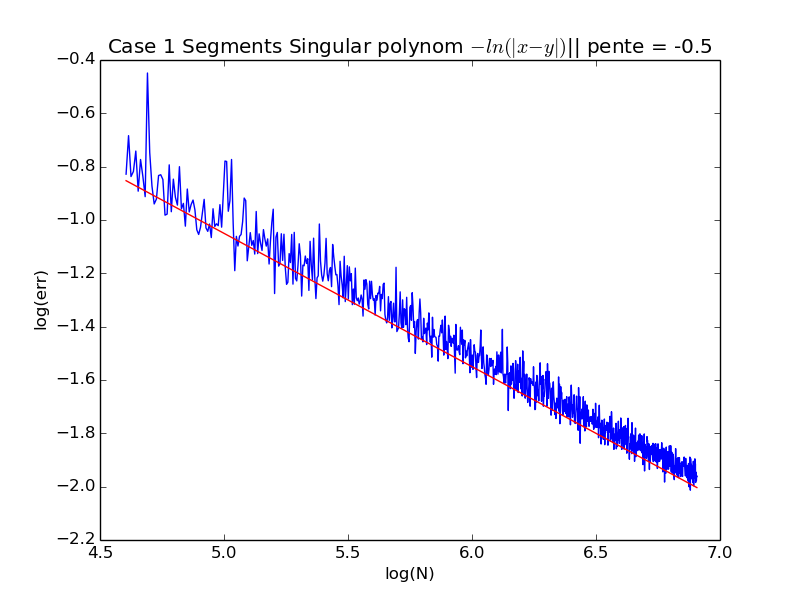 Case 1 Segments Singular polynom −ln(|x−y|)|| pente = -0.5
−0.4
−0.6
−0.8
−1.0
−1.2
−1.4
−1.6
−1.8
−2.0
−2.2
log(err)
4.5 5.0 5.5 6.0 6.5 7.0
log(N)